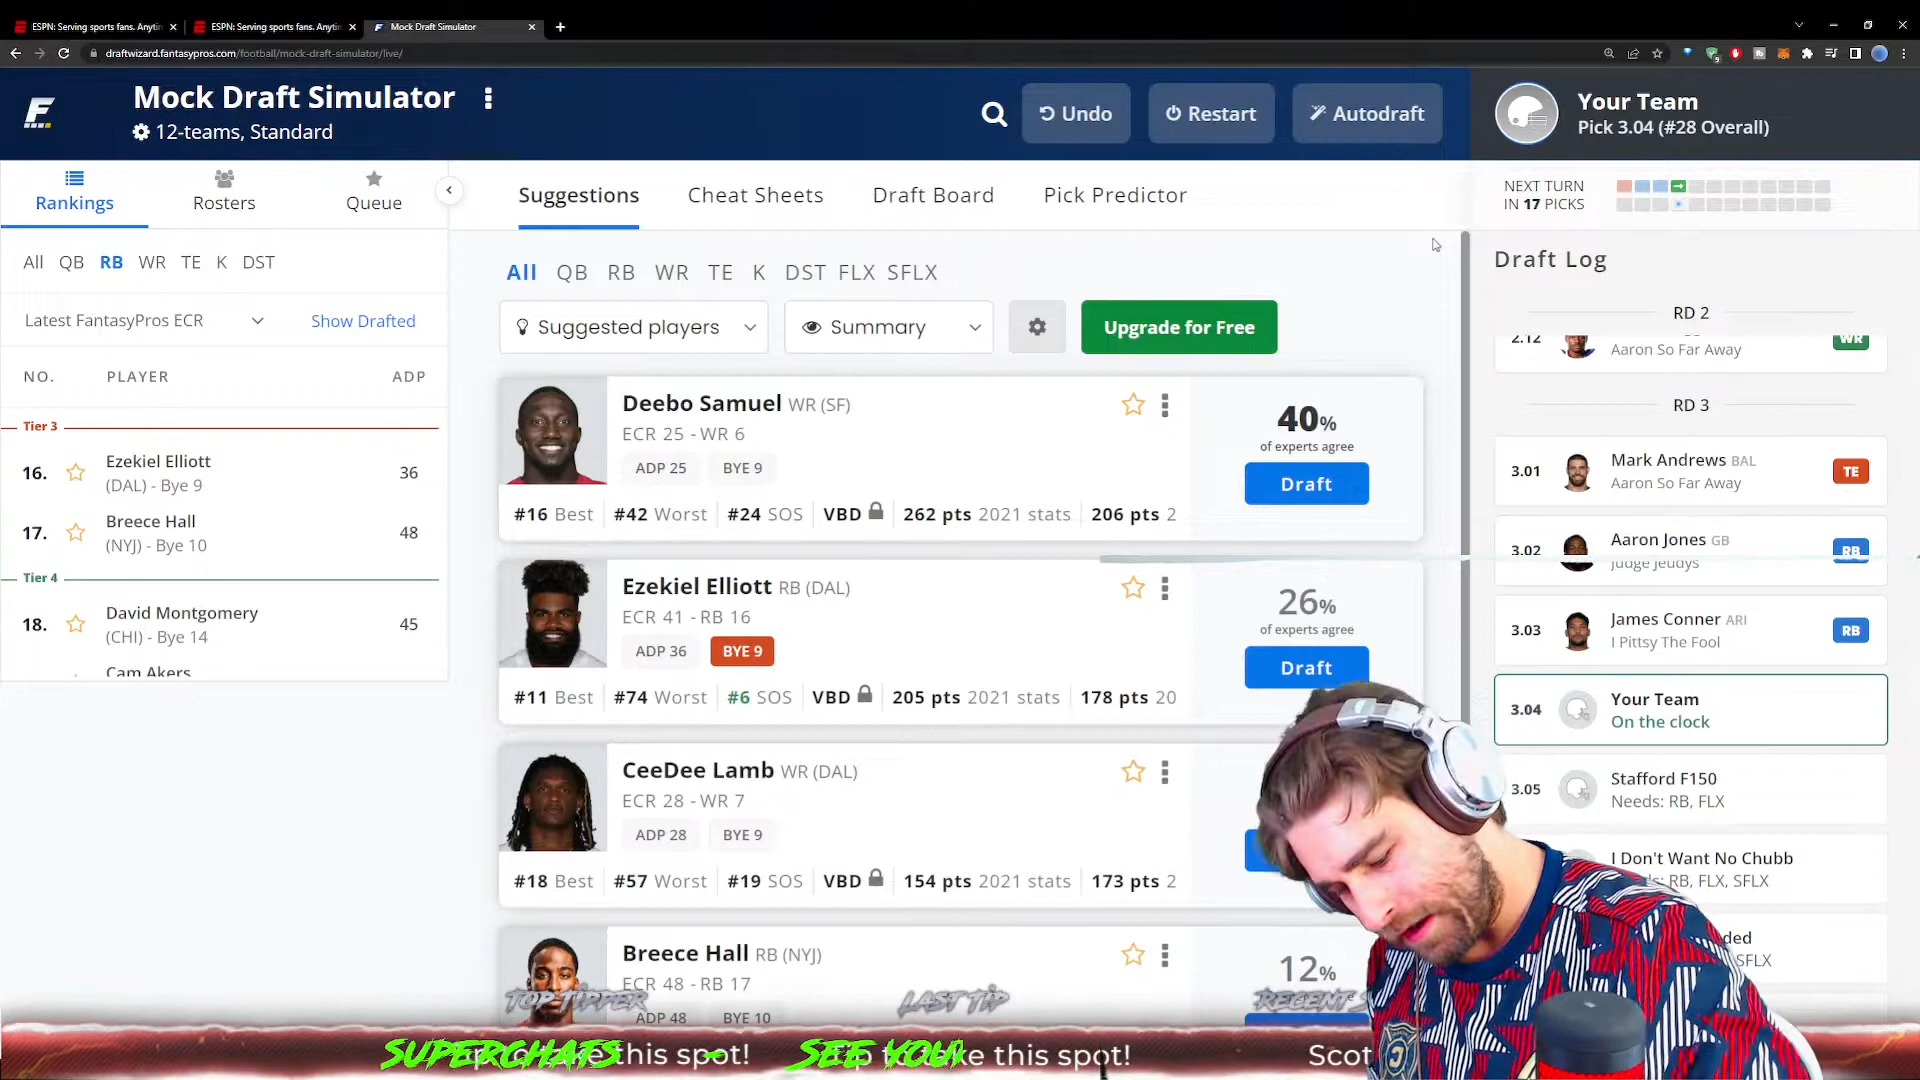 ESPN: Serving sports fans. Anytin
ESPN: Serving sports fans. Anytin
Mock Draft Simulator
draftwizard.fantasypros.com/football/mock-draft-simulator/live/
Mock Draft Simulator
12-teams, Standard
Undo
Restart
Autodraft
Your Team
Pick 3.04 (#28 Overall)
Rankings
Rosters
Queue
Suggestions
Cheat Sheets
Draft Board
Pick Predictor
NEXT TURN
IN 17 PICKS
All QB RB WR TE K DST
Latest FantasyPros ECR
Show Drafted
NO. PLAYER ADP
Tier 3
16. Ezekiel Elliott 36
(DAL) - Bye 9
17. Breece Hall 48
(NYJ) - Bye 10
Tier 4
18. David Montgomery 45
(CHI) - Bye 14
Cam Akers
All QB RB WR TE K DST FLX SFLX
Suggested players
Summary
Upgrade for Free
Deebo Samuel WR (SF)
ECR 25 - WR 6
ADP 25 BYE 9
40%
of experts agree
Draft
#16 Best #42 Worst #24 SOS VBD 262 pts 2021 stats 206 pts 2
Ezekiel Elliott RB (DAL)
ECR 41 - RB 16
ADP 36 BYE 9
26%
of experts agree
Draft
#11 Best #74 Worst #6 SOS VBD 205 pts 2021 stats 178 pts 20
CeeDee Lamb WR (DAL)
ECR 28 - WR 7
ADP 28 BYE 9
#18 Best #57 Worst #19 SOS VBD 154 pts 2021 stats 173 pts 2
Breece Hall RB (NYJ)
ECR 48 - RB 17
ADP 48 BYE 10
12%
Draft Log
RD 2
2.12 Aaron So Far Away WR
RD 3
3.01 Mark Andrews BAL TE
Aaron So Far Away
3.02 Aaron Jones GB RB
Judge Jeudys
3.03 James Conner ARI RB
I Pittsy The Fool
3.04 Your Team
On the clock
3.05 Stafford F150
Needs: RB, FLX
I Don't Want No Chubb
RB, FLX, SFLX
ded
SFLX
TOP TIPPER
LAST TIP
RECENT
SUPERCHATS - SEE YOU
this spot!
this spot!
Scot